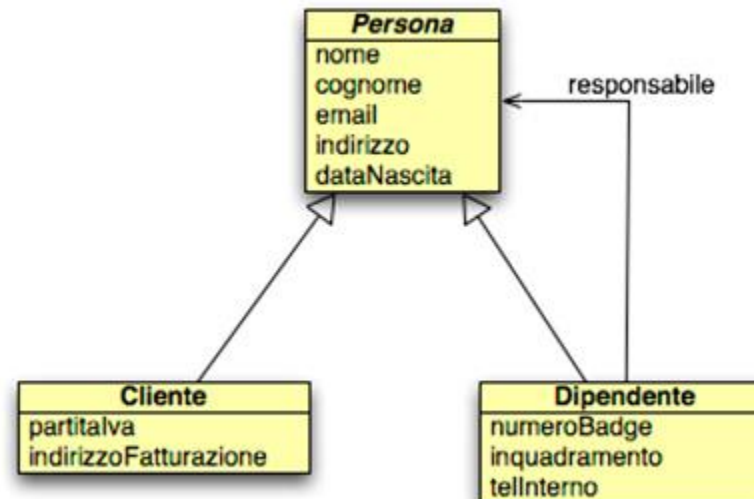 Persona
nome
cognome
email
indirizzo
dataNascita
responsabile
Cliente
partitaIva
indirizzoFatturazione
Dipendente
numeroBadge
inquadramento
telInterno